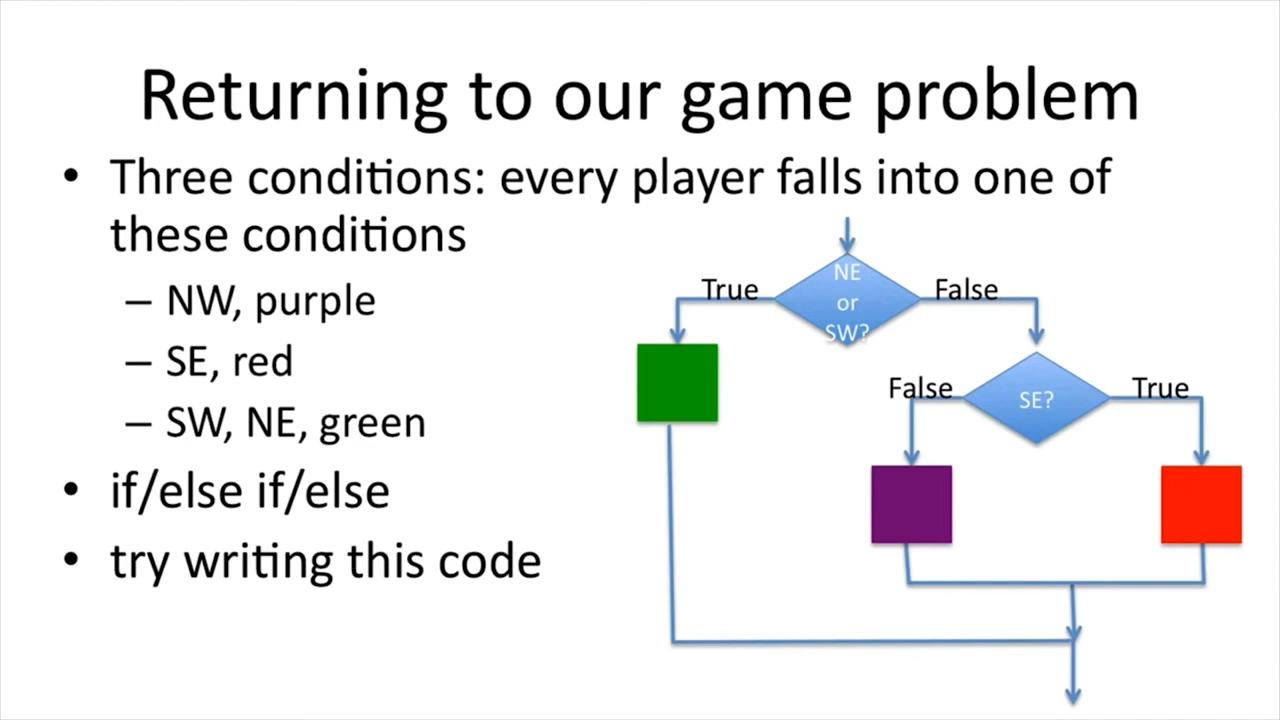 Returning to our game problem
• Three conditions: every player falls into one of
these conditions
– NW, purple
– SE, red
– SW, NE, green
• if/else if/else
• try writing this code
True
NE
or
SW?
False
False
SE?
True